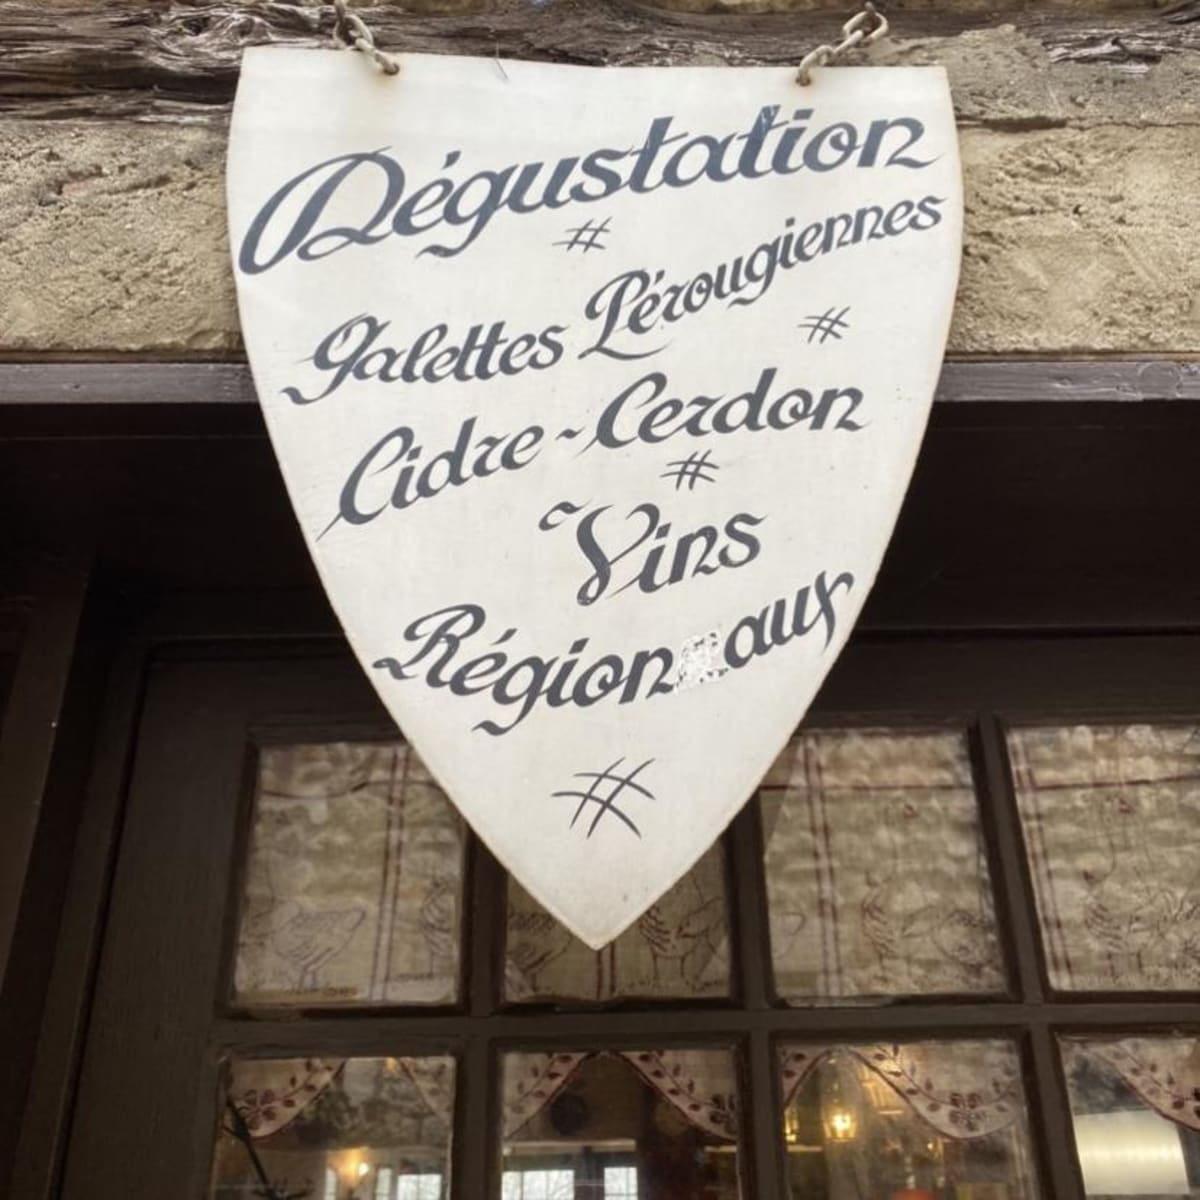 Dégustation
#
Galettes Pérougiennes
#
Cidre - Cerdon
#
Vins
Régionaux
#